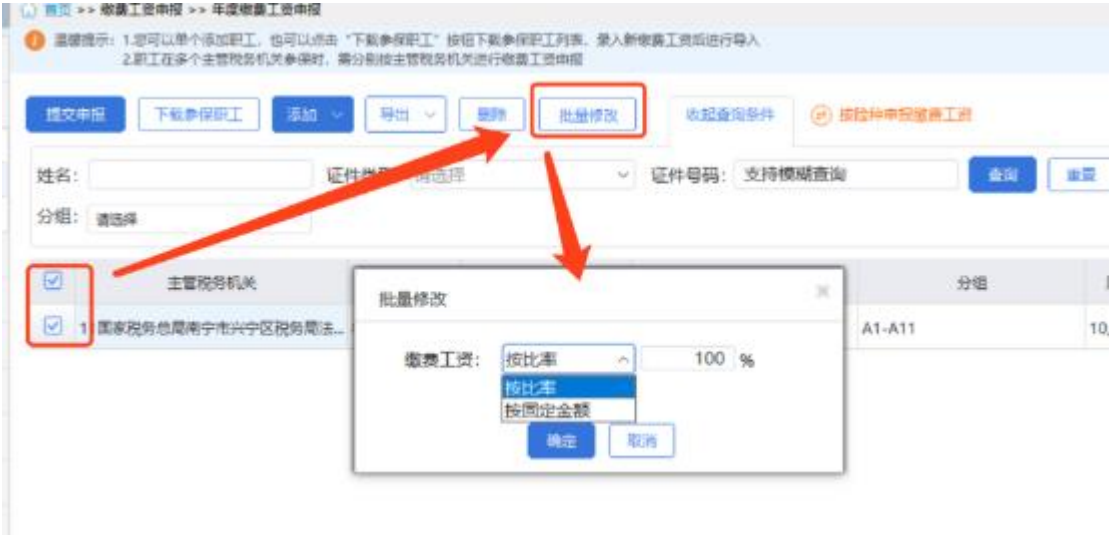 首页 >> 缴费工资申报 >> 年度缴费工资申报
温馨提示：1.您可以单个添加职工，也可以点击“下载参保职工”按钮下载参保职工列表，录入新缴费工资后进行导入
2.职工在多个主管税务机关参保时，需分别按主管税务机关进行缴费工资申报
提交申报 下载参保职工 添加 导出 删除 批量修改 收起查询条件 按险种申报缴费工资
姓名： 证件类型 请选择 证件号码： 支持模糊查询 查询 重置
分组： 请选择
主管税务机关 分组
1 国家税务总局南宁市兴宁区税务局法... A1-A11 10,
批量修改
缴费工资： 按比率 100 %
按比率
按固定金额
确定 取消